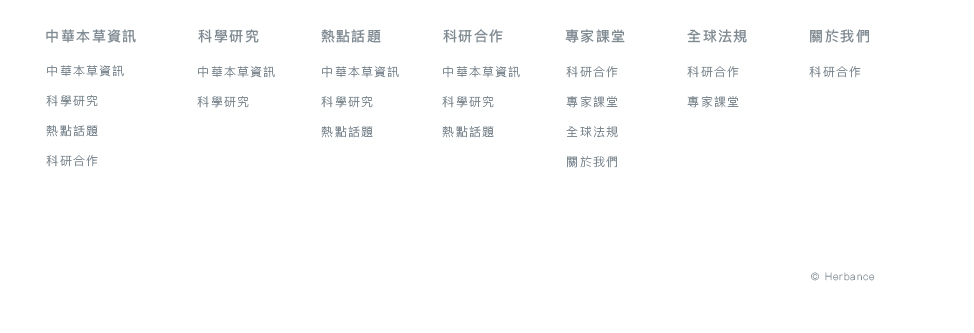 中華本草資訊
中華本草資訊
科學研究
熱點話題
科研合作
科學研究
中華本草資訊
科學研究
熱點話題
中華本草資訊
科學研究
熱點話題
科研合作
中華本草資訊
科學研究
熱點話題
專家課堂
科研合作
專家課堂
全球法規
關於我們
全球法規
科研合作
專家課堂
關於我們
科研合作
© Herbance